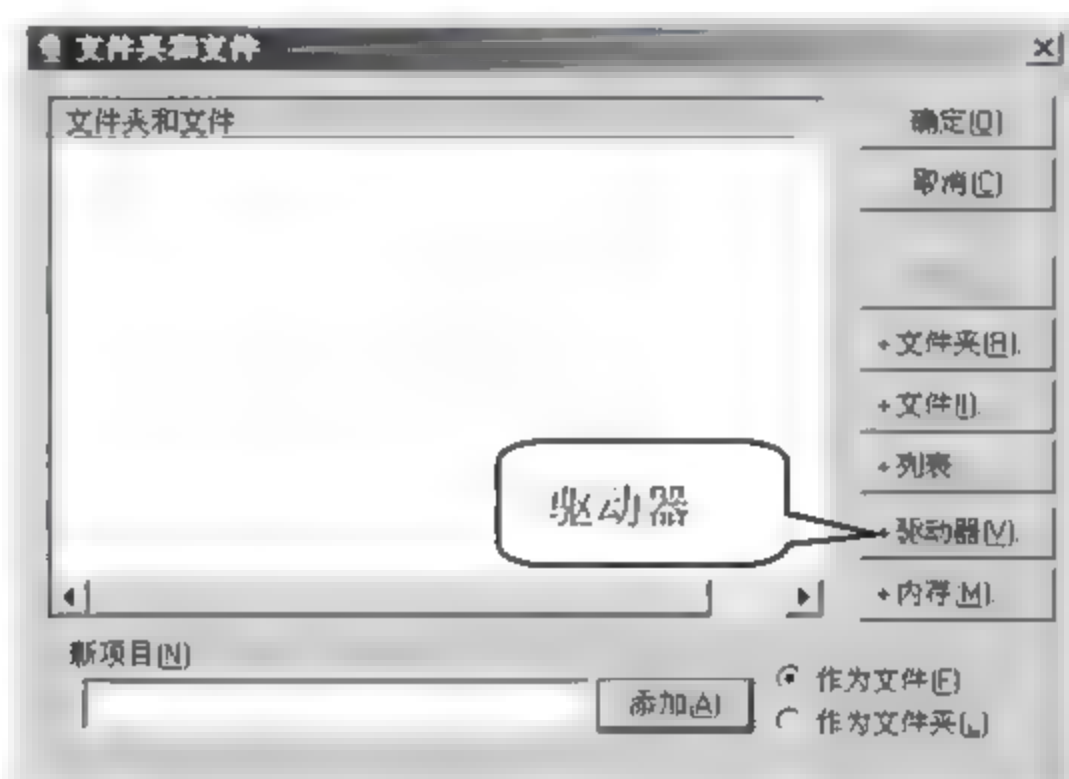 文件夹和文件
文件夹和文件
确定(O)
取消(C)
+文件夹(R).
+文件(I).
+列表
驱动器
+驱动器(V).
+内存(M).
新项目(N)
添加(A)
作为文件(F)
作为文件夹(L)